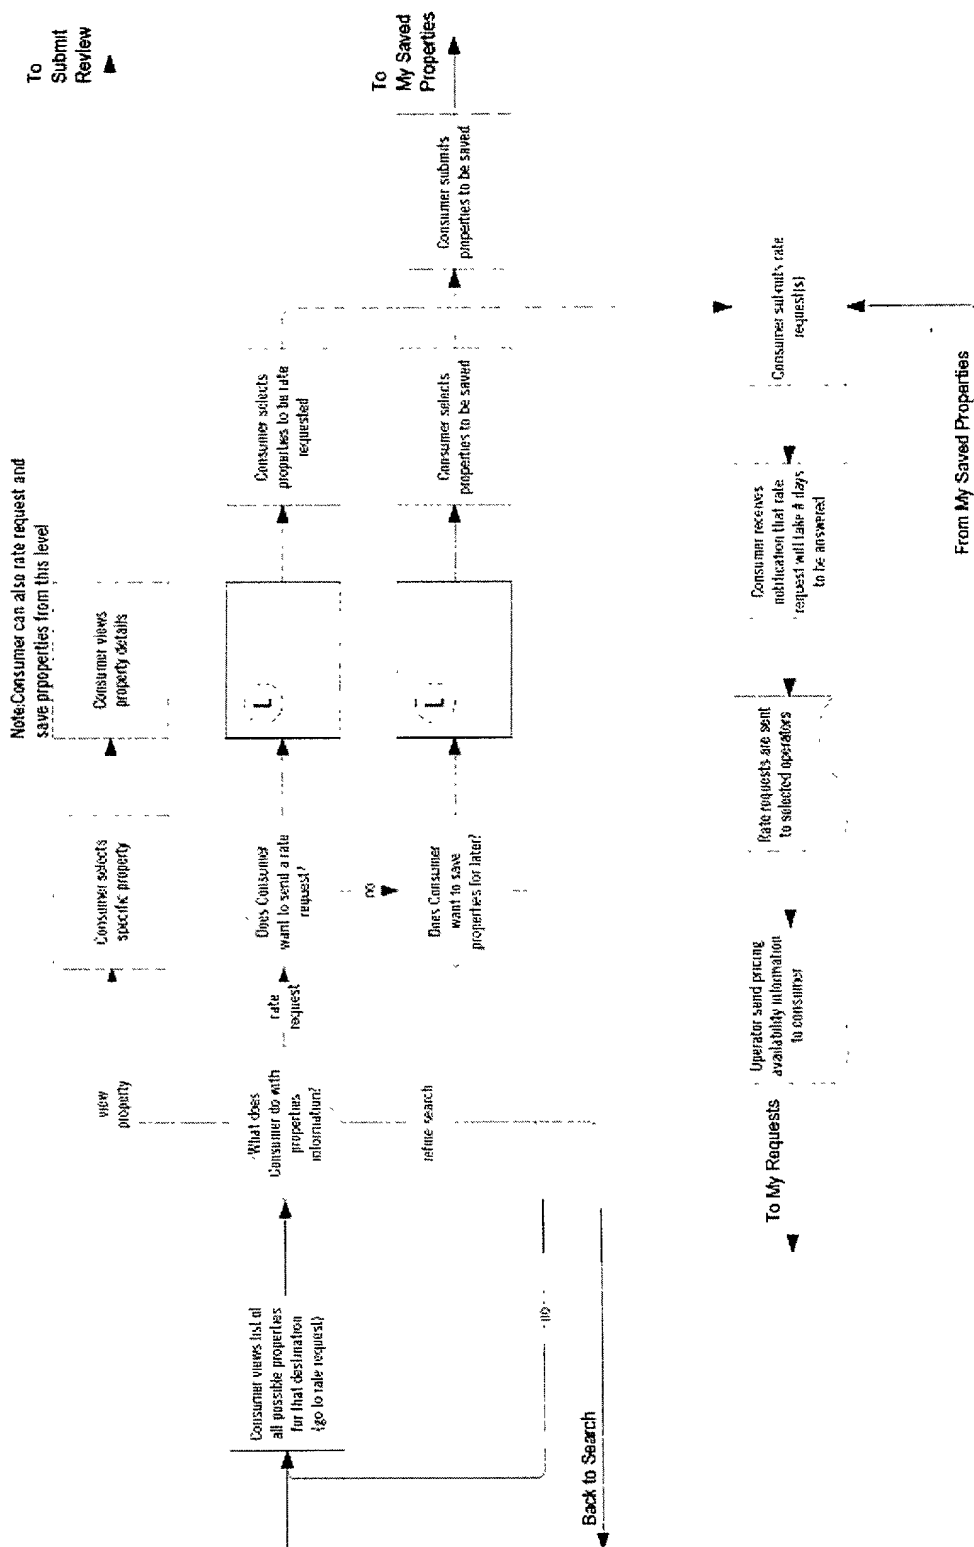 To
Submit
Review
Note:Consumer can also rate request and
save prpoperties from this level
view
property
Consumer selects
specific property
Consumer views
property details
Consumer views list of
all possible properties
for that destination
(go to rate request)
What does
Consumer do with
properties
information?
rate
request
Does Consumer
want to send a rate
request?
L
Consumer selects
properties to be rate
requested
no
To
My Saved
Properties
refine search
Does Consumer
want to save
properties for later?
L
Consumer selects
properties to be saved
Consumer submits
properties to be saved
no
Back to Search
To My Requests
Operator send pricing
availability information
to consumer
Rate requests are sent
to selected operators
Consumer receives
notification that rate
request will take # days
to be answered
Consumer submits rate
request(s)
From My Saved Properties